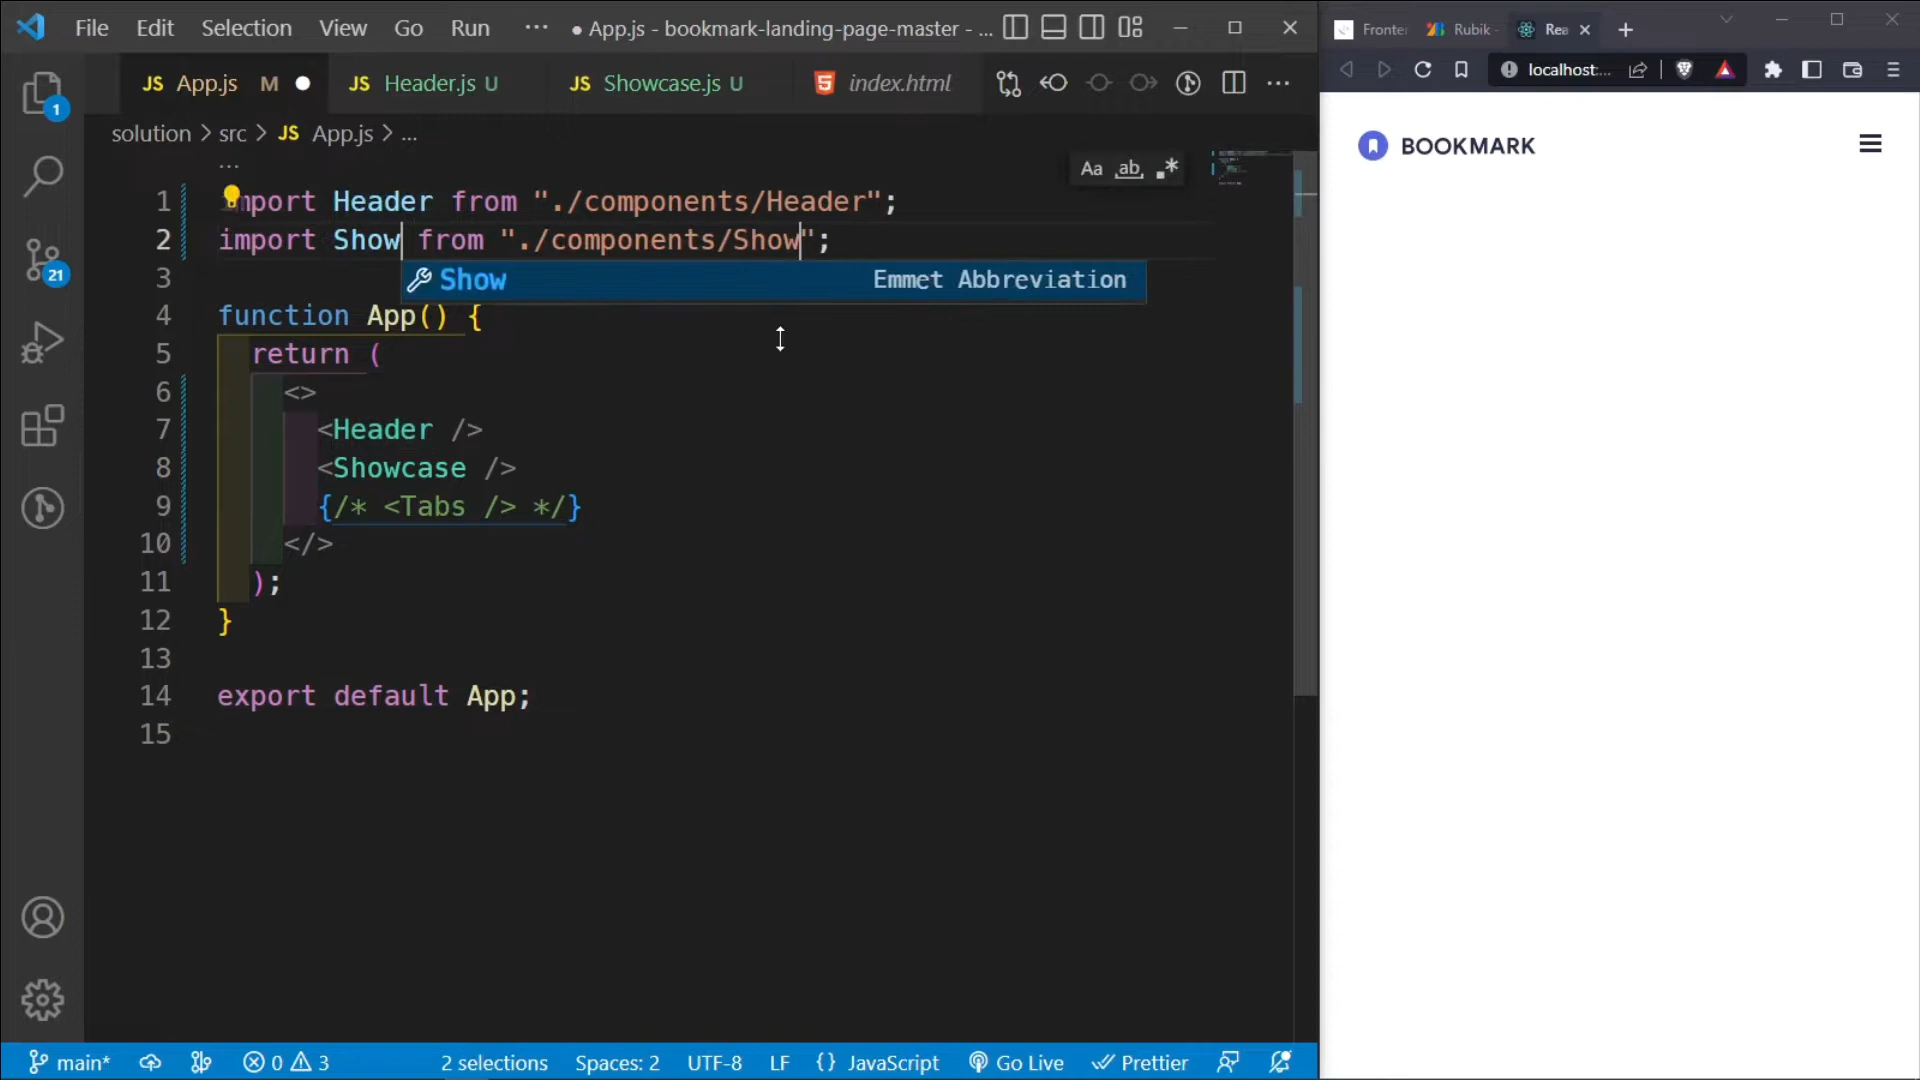 File Edit Selection View Go Run ··· ● App.js - bookmark-landing-page-master - ...
JS App.js M ● JS Header.js U JS Showcase.js U index.html ···
solution > src > JS App.js > ...
...
Aa ab, .*
1 import Header from "./components/Header";
2 import Show from "./components/Show";
Show Emmet Abbreviation
3
4 function App() {
5 return (
6 <>
7 <Header />
8 <Showcase />
9 {/* <Tabs /> */}
10 </>
11 );
12 }
13
14 export default App;
15
1
21
main* 0 3 2 selections Spaces: 2 UTF-8 LF {} JavaScript Go Live Prettier
Fronter Rubik - Rea
localhost:...
BOOKMARK